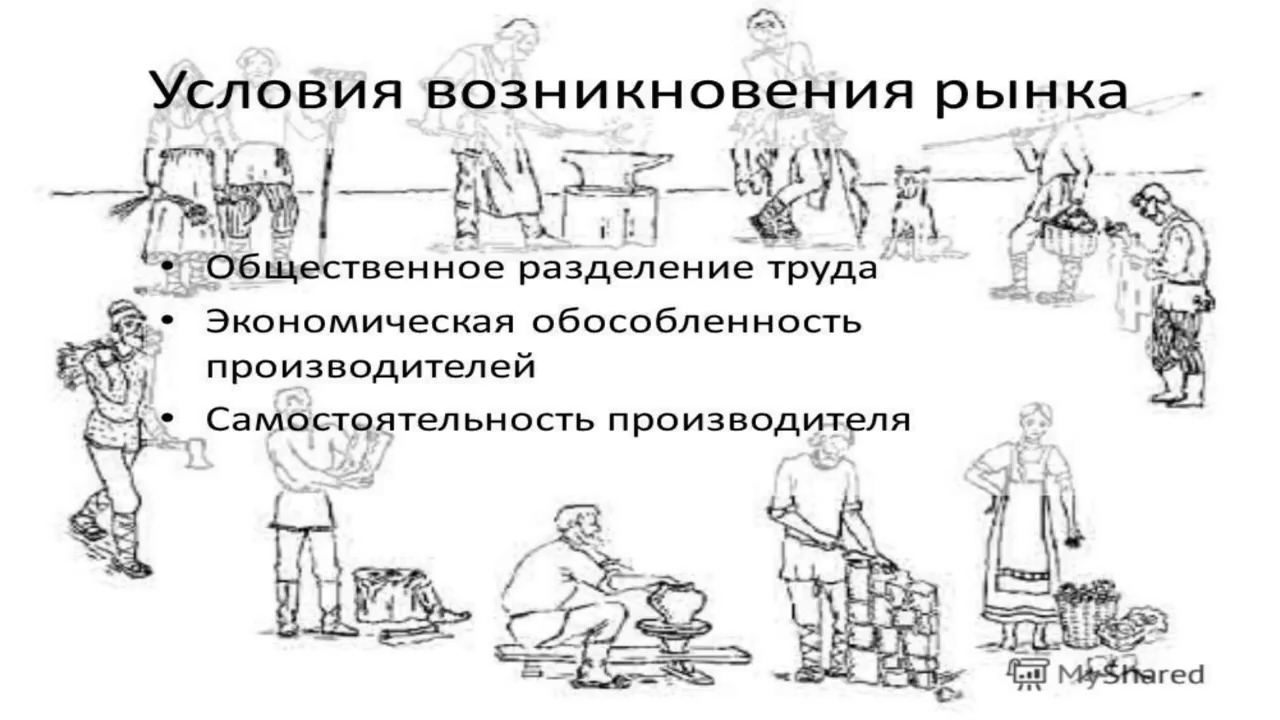 Условия возникновения рынка
• Общественное разделение труда
• Экономическая обособленность
производителей
• Самостоятельность производителя
MyShared